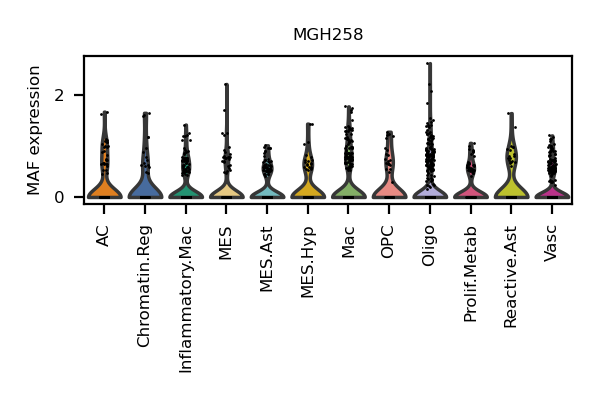 MGH258
MAF expression
2
0
AC
Chromatin.Reg
Inflammatory.Mac
MES
MES.Ast
MES.Hyp
Mac
OPC
Oligo
Prolif.Metab
Reactive.Ast
Vasc